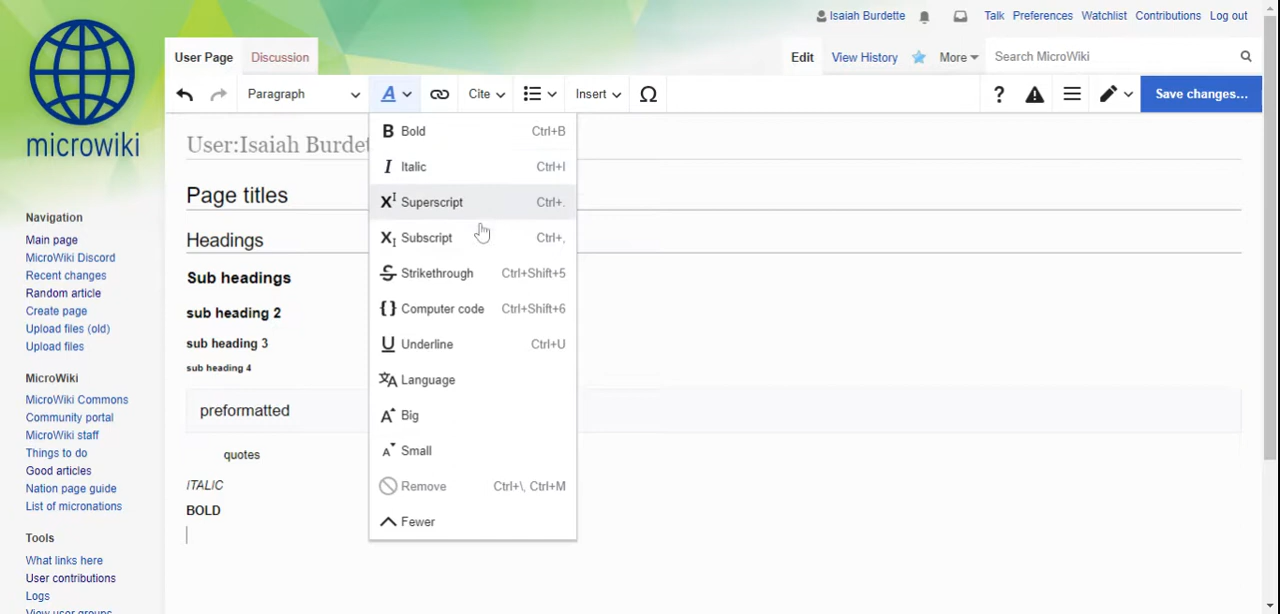 Isaiah Burdette Talk Preferences Watchlist Contributions Log out
microwiki
User Page Discussion Edit View History More Search MicroWiki
Paragraph A Cite Insert Ω ? Save changes...
User:Isaiah Burdet
Page titles
Headings
Sub headings
sub heading 2
sub heading 3
sub heading 4
preformatted
quotes
ITALIC
BOLD
B Bold Ctrl+B
I Italic Ctrl+I
Superscript Ctrl+.
Subscript Ctrl+,
Strikethrough Ctrl+Shift+5
{} Computer code Ctrl+Shift+6
U Underline Ctrl+U
Language
Big
Small
Remove Ctrl+\, Ctrl+M
Fewer
Navigation
Main page
MicroWiki Discord
Recent changes
Random article
Create page
Upload files (old)
Upload files
MicroWiki
MicroWiki Commons
Community portal
MicroWiki staff
Things to do
Good articles
Nation page guide
List of micronations
Tools
What links here
User contributions
Logs
View user groups